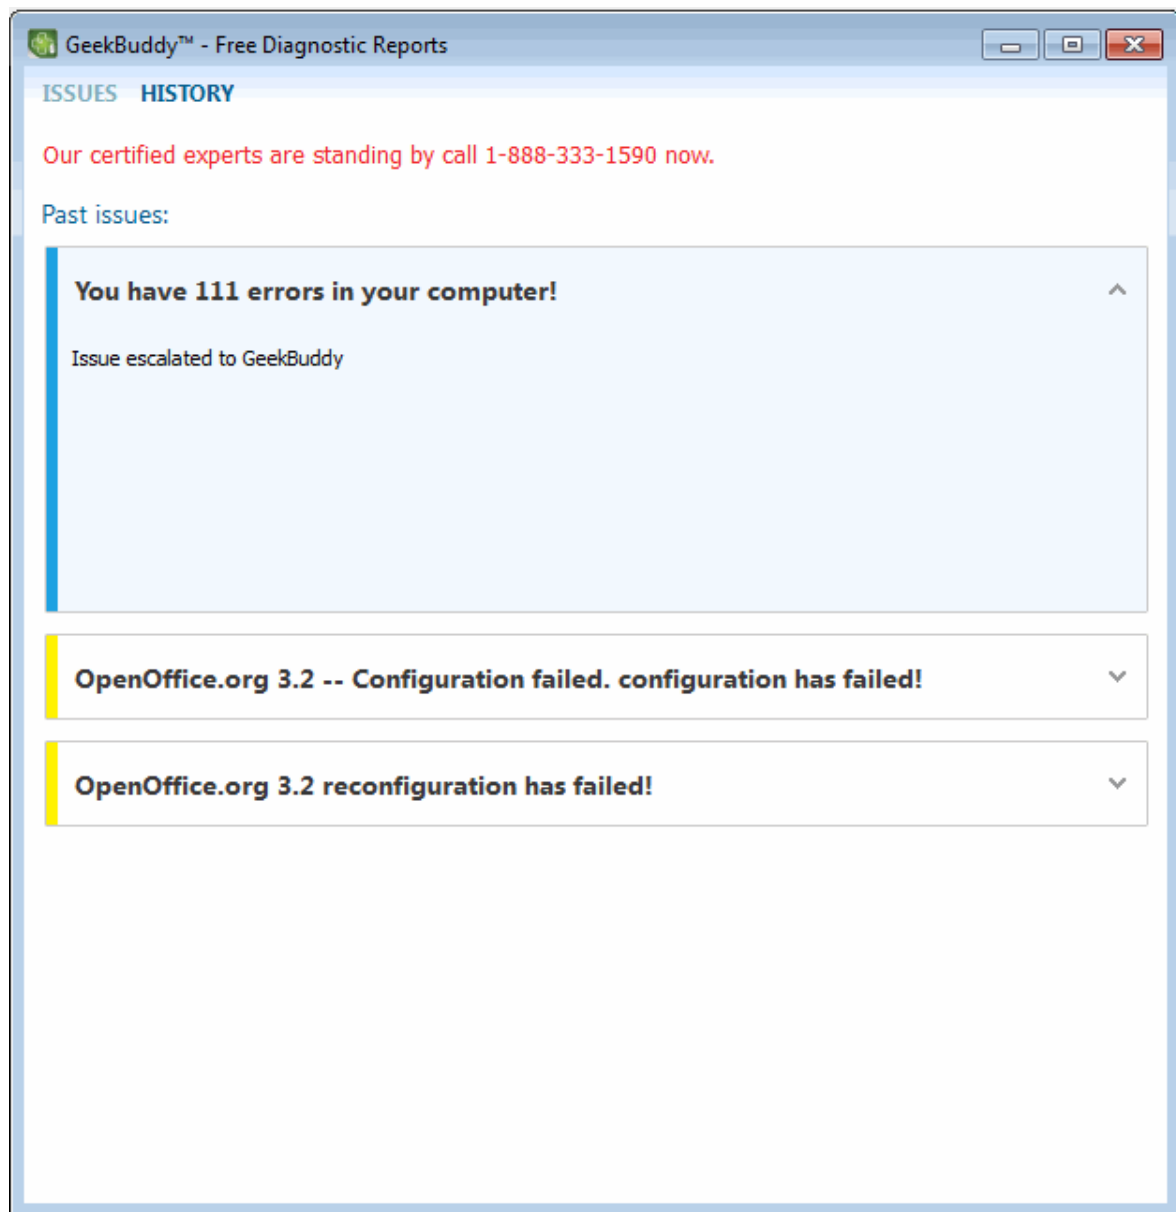 GeekBuddy™ - Free Diagnostic Reports
ISSUES HISTORY
Our certified experts are standing by call 1-888-333-1590 now.
Past issues:
You have 111 errors in your computer!
Issue escalated to GeekBuddy
OpenOffice.org 3.2 -- Configuration failed. configuration has failed!
OpenOffice.org 3.2 reconfiguration has failed!